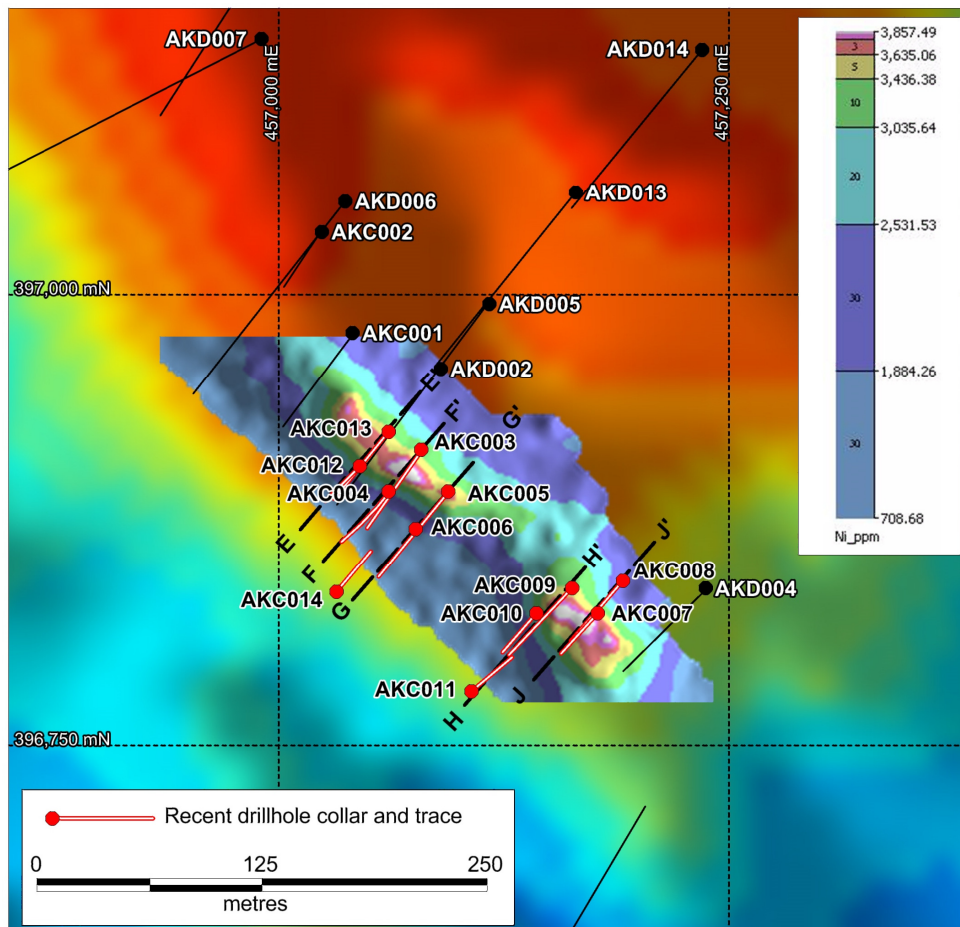 AKD007
457,000 mE
AKD014
457,250 mE
3,857.49
3
3,635.06
5
3,436.38
10
3,035.64
20
2,531.53
30
1,884.26
30
708.68
Ni_ppm
AKD006
AKD013
AKC002
397,000 mN
AKD005
AKC001
AKD002
E'
F'
G'
AKC013
AKC003
AKC012
AKC004
AKC005
AKC006
E
F
G
J'
H'
AKC014
AKC009
AKC008
AKD004
AKC010
AKC007
AKC011
J
H
396,750 mN
Recent drillhole collar and trace
0 125 250
metres